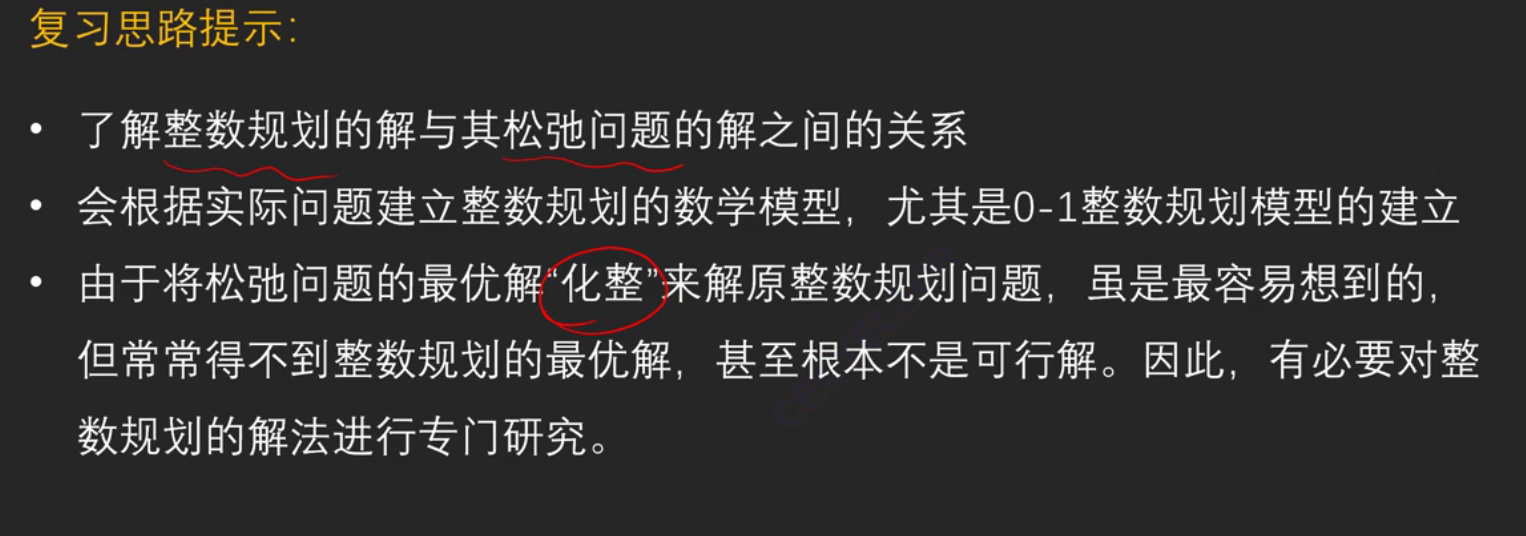 复习思路提示：
• 了解整数规划的解与其松弛问题的解之间的关系
• 会根据实际问题建立整数规划的数学模型，尤其是0-1整数规划模型的建立
• 由于将松弛问题的最优解“化整”来解原整数规划问题，虽是最容易想到的，
但常常得不到整数规划的最优解，甚至根本不是可行解。因此，有必要对整
数规划的解法进行专门研究。